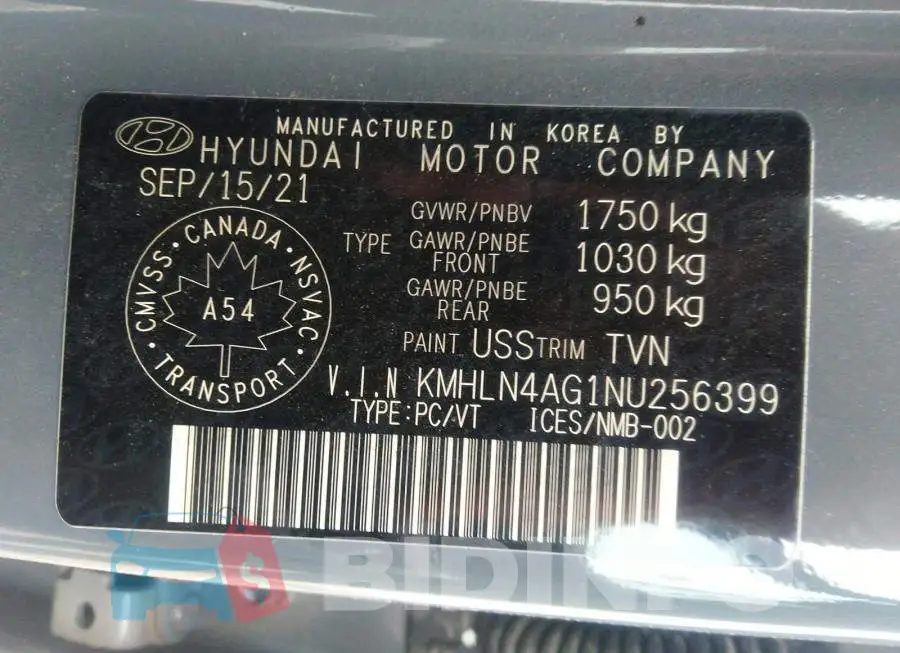 MANUFACTURED IN KOREA BY
HYUNDAI MOTOR COMPANY
SEP/15/21
GVWR/PNBV 1750 kg
TYPE GAWR/PNBE FRONT 1030 kg
GAWR/PNBE REAR 950 kg
CMVSS. CANADA. NSVAC. TRANSPORT.
A54
PAINT USS TRIM TVN
V.I.N KMHLN4AG1NU256399
TYPE:PC/VT ICES/NMB-002
BIDINFO